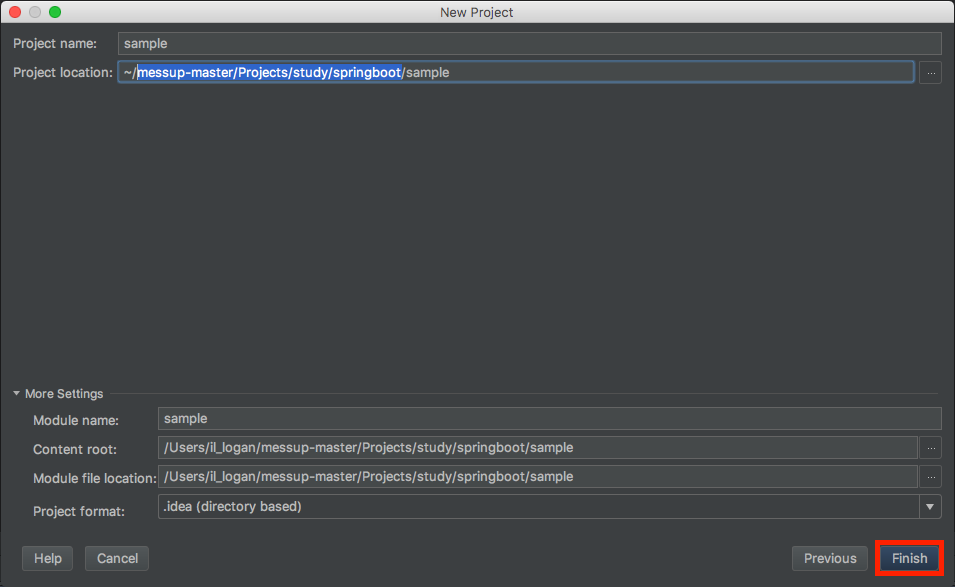 New Project
Project name: sample
Project location: ~/messup-master/Projects/study/springboot/sample ...
More Settings
Module name: sample
Content root: /Users/il_logan/messup-master/Projects/study/springboot/sample ...
Module file location: /Users/il_logan/messup-master/Projects/study/springboot/sample ...
Project format: .idea (directory based)
Help Cancel Previous Finish